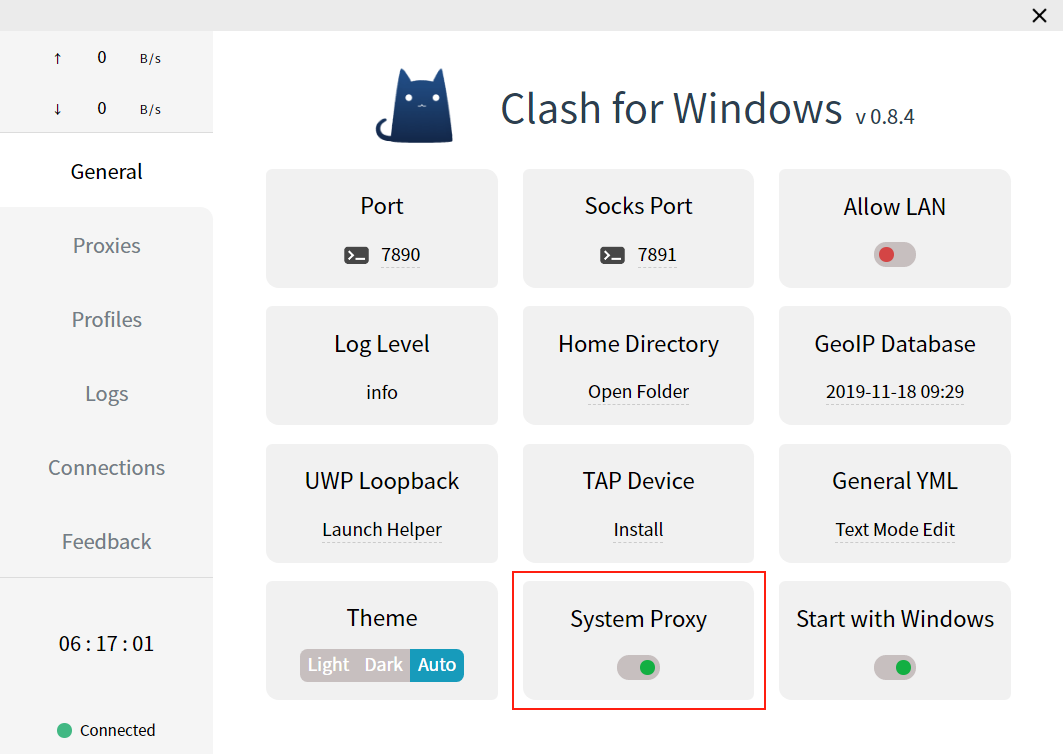 ↑ 0 B/s
↓ 0 B/s
General
Proxies
Profiles
Logs
Connections
Feedback
06 : 17 : 01
Connected
Clash for Windows v 0.8.4
Port
7890
Socks Port
7891
Allow LAN
Log Level
info
Home Directory
Open Folder
GeoIP Database
2019-11-18 09:29
UWP Loopback
Launch Helper
TAP Device
Install
General YML
Text Mode Edit
Theme
Light Dark Auto
System Proxy
Start with Windows